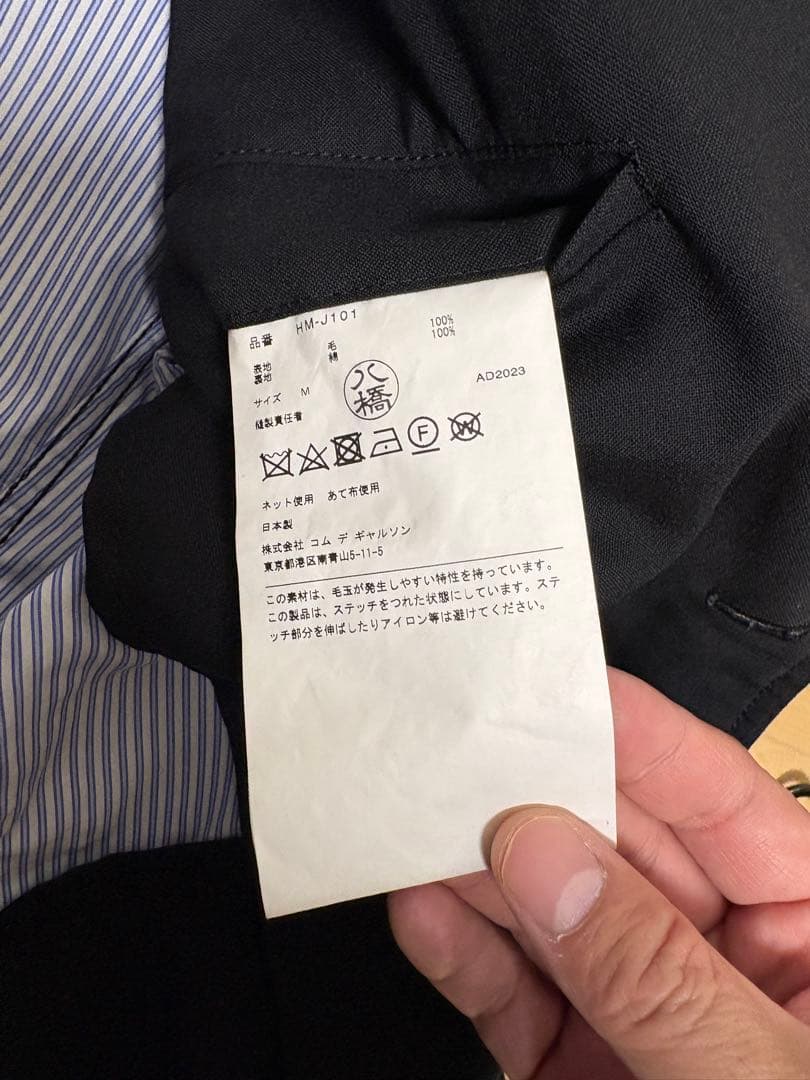 品番 HM-J101
表地 毛 100%
裏地 綿 100%
サイズ M
縫製責任者 八橋 AD2023
F W
ネット使用 あて布使用
日本製
株式会社 コム デ ギャルソン
東京都港区南青山5-11-5
この素材は、毛玉が発生しやすい特性を持っています。
この製品は、ステッチをつれた状態にしています。ステ
ッチ部分を伸ばしたりアイロン等は避けてください。